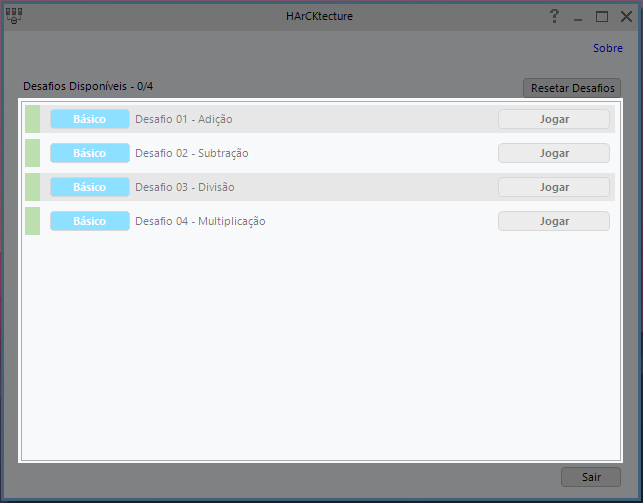 HArCKtecture ?
Sobre
Desafios Disponíveis - 0/4 Resetar Desafios
Básico Desafio 01 - Adição Jogar
Básico Desafio 02 - Subtração Jogar
Básico Desafio 03 - Divisão Jogar
Básico Desafio 04 - Multiplicação Jogar
Sair